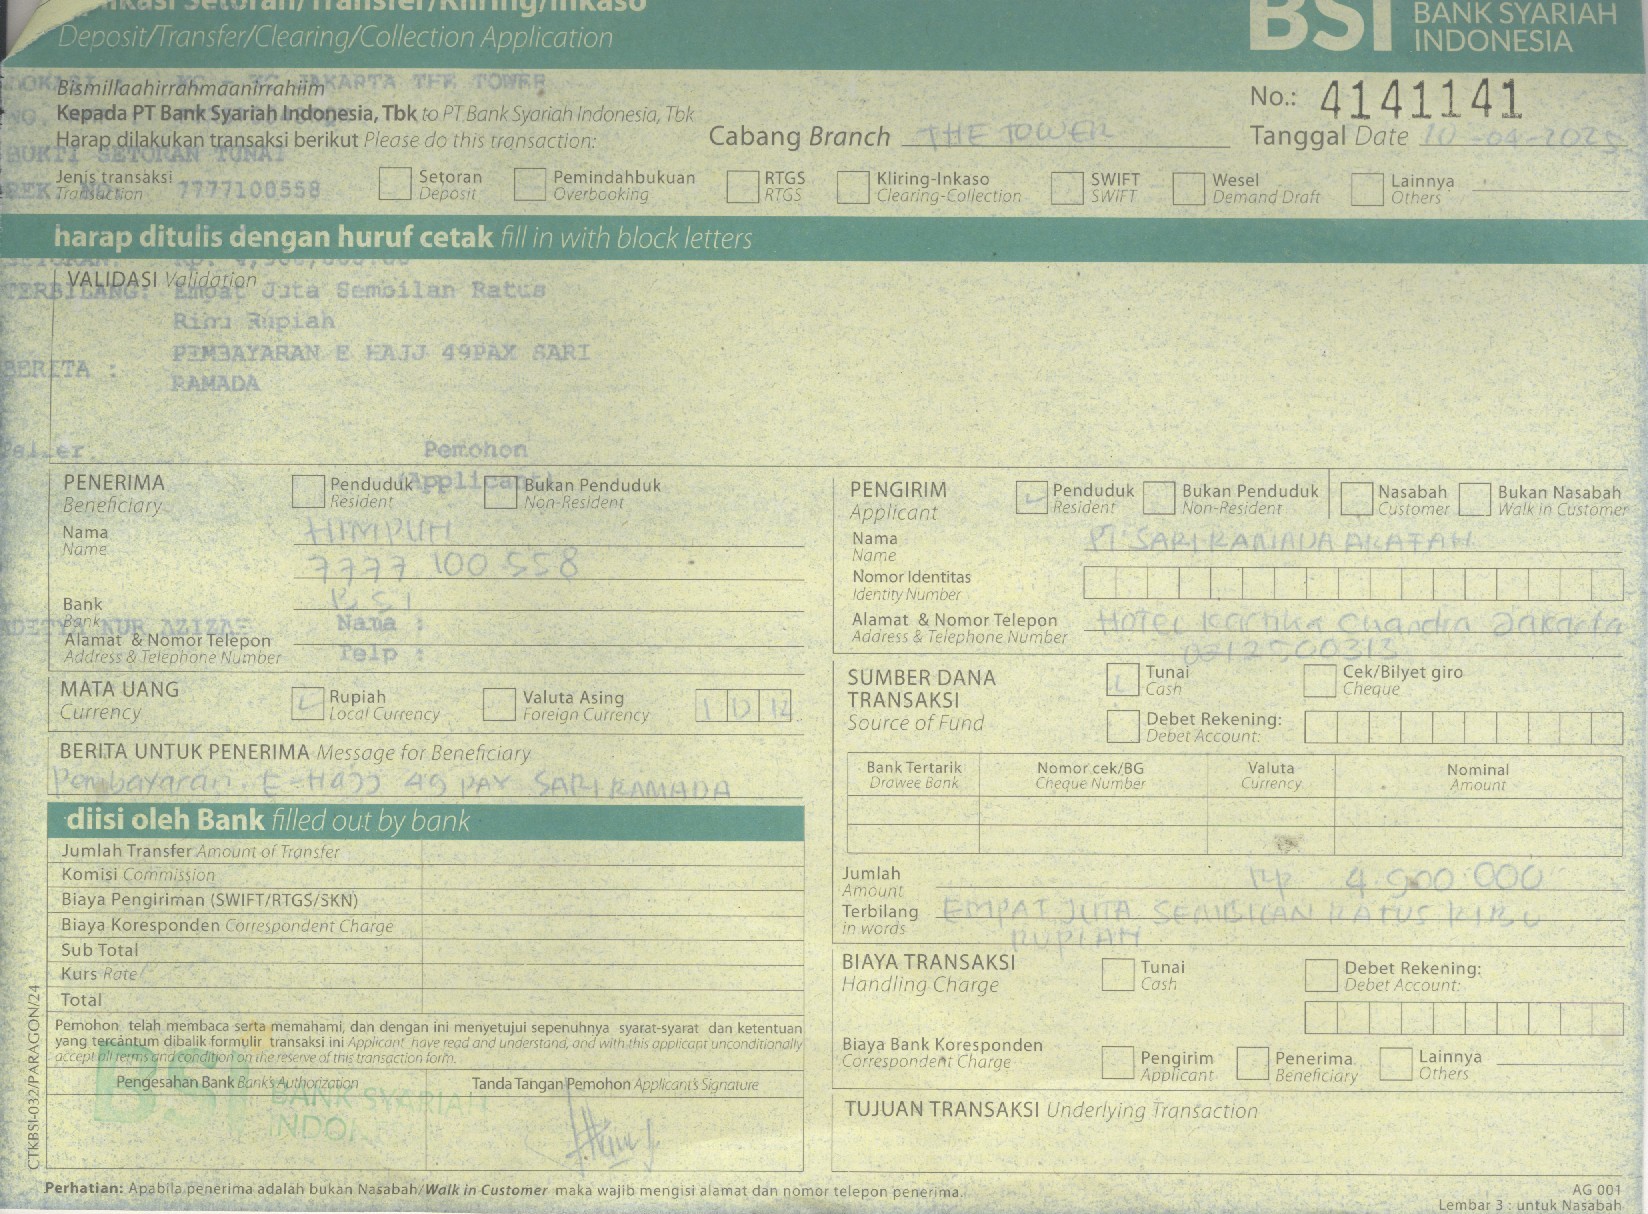 Deposit/Transfer/Clearing/Collection Application
BSI BANK SYARIAH INDONESIA
JAKARTA THE TOWER
Bismillaahirrahmaanirrahiim
Kepada PT Bank Syariah Indonesia, Tbk to PT Bank Syariah Indonesia, Tbk
No.: 4141141
Harap dilakukan transaksi berikut Please do this transaction:
Cabang Branch THE TOWER
Tanggal Date 10-04-2025
BUKTI SETORAN TUNAI
Jenis transaksi Transaction
7777100558
Setoran Deposit
Pemindahbukuan Overbooking
RTGS RTGS
Kliring-Inkaso Clearing-Collection
SWIFT SWIFT
Wesel Demand Draft
Lainnya Others
harap ditulis dengan huruf cetak fill in with block letters
VALIDASI Validation
TERBILANG: Empat Juta Sembilan Ratus
Ribu Rupiah
BERITA : PEMBAYARAN E HAJJ 49PAX SARI
RAMADA
Pemohon
(Applicant)
PENERIMA Beneficiary
Penduduk Resident
Bukan Penduduk Non-Resident
Nama Name
HIMPUH
7777 100 558
Bank Bank
BSI
Alamat & Nomor Telepon Address & Telephone Number
Nama :
Telp :
MATA UANG Currency
Rupiah Local Currency
Valuta Asing Foreign Currency
IDR
BERITA UNTUK PENERIMA Message for Beneficiary
Pembayaran E-Hajj 49 PAX SARI RAMADA
diisi oleh Bank filled out by bank
Jumlah Transfer Amount of Transfer
Komisi Commission
Biaya Pengiriman (SWIFT/RTGS/SKN)
Biaya Koresponden Correspondent Charge
Sub Total
Kurs Rate
Total
Pemohon telah membaca serta memahami, dan dengan ini menyetujui sepenuhnya syarat-syarat dan ketentuan
yang tercantum dibalik formulir transaksi ini Applicant have read and understand, and with this applicant unconditionally
accept all terms and condition on the reserve of this transaction form.
Pengesahan Bank Bank's Authorization
Tanda Tangan Pemohon Applicant's Signature
BSI BANK SYARIAH
PENGIRIM Applicant
Penduduk Resident
Bukan Penduduk Non-Resident
Nasabah Customer
Bukan Nasabah Walk in Customer
Nama Name
PT SARI RAMADA ARAFAH
Nomor Identitas Identity Number
Alamat & Nomor Telepon Address & Telephone Number
Hotel Kartika Chandra Jakarta
SUMBER DANA TRANSAKSI Source of Fund
Tunai Cash
Cek/Bilyet giro Cheque
Debet Rekening: Debet Account:
Bank Tertarik Drawee Bank
Nomor cek/BG Cheque Number
Valuta Currency
Nominal Amount
Jumlah Amount
Rp 4.900.000
Terbilang in words
EMPAT JUTA SEMBILAN RATUS RIBU
RUPIAH
BIAYA TRANSAKSI Handling Charge
Tunai Cash
Debet Rekening: Debet Account:
Biaya Bank Koresponden Correspondent Charge
Pengirim Applicant
Penerima Beneficiary
Lainnya Others
TUJUAN TRANSAKSI Underlying Transaction
CTKBSI-032/PARAGON/24
Perhatian: Apabila penerima adalah bukan Nasabah/Walk in Customer maka wajib mengisi alamat dan nomor telepon penerima.
AG 001
Lembar 3 : untuk Nasabah